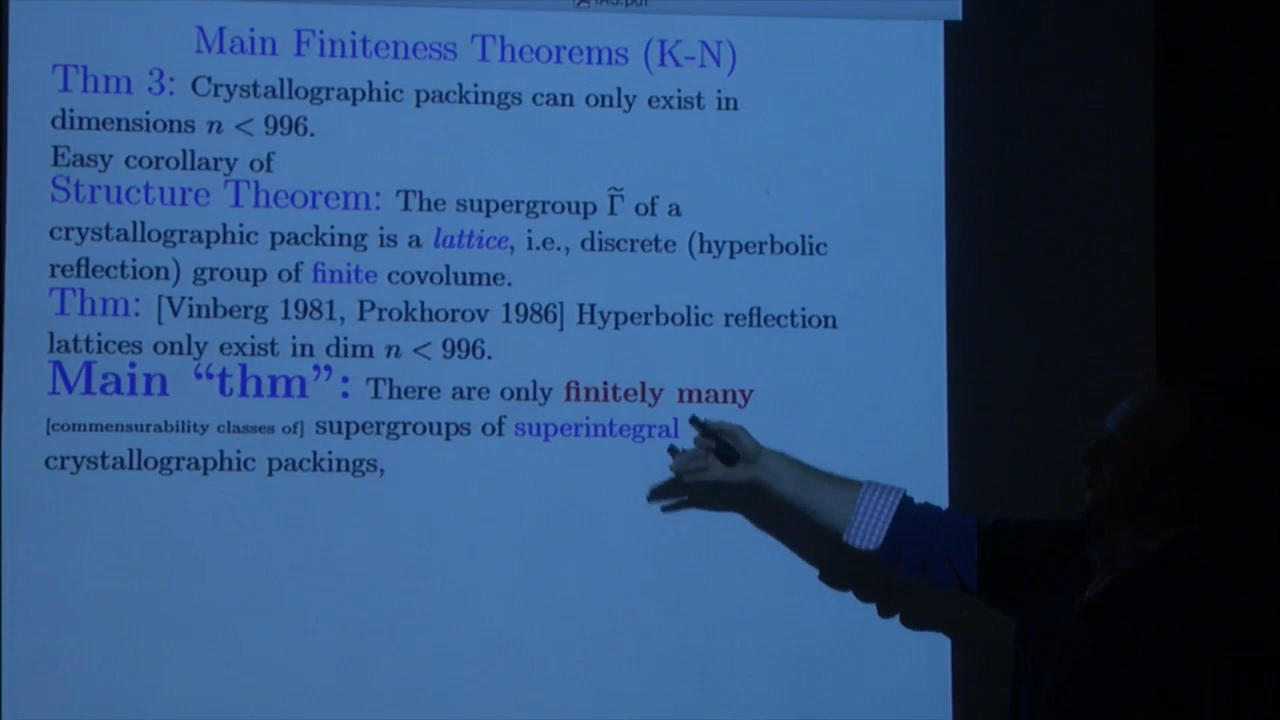 Main Finiteness Theorems (K-N)
Thm 3: Crystallographic packings can only exist in
dimensions n < 996.
Easy corollary of
Structure Theorem: The supergroup Γ̃ of a
crystallographic packing is a lattice, i.e., discrete (hyperbolic
reflection) group of finite covolume.
Thm: [Vinberg 1981, Prokhorov 1986] Hyperbolic reflection
lattices only exist in dim n < 996.
Main “thm”: There are only finitely many
[commensurability classes of] supergroups of superintegral
crystallographic packings,